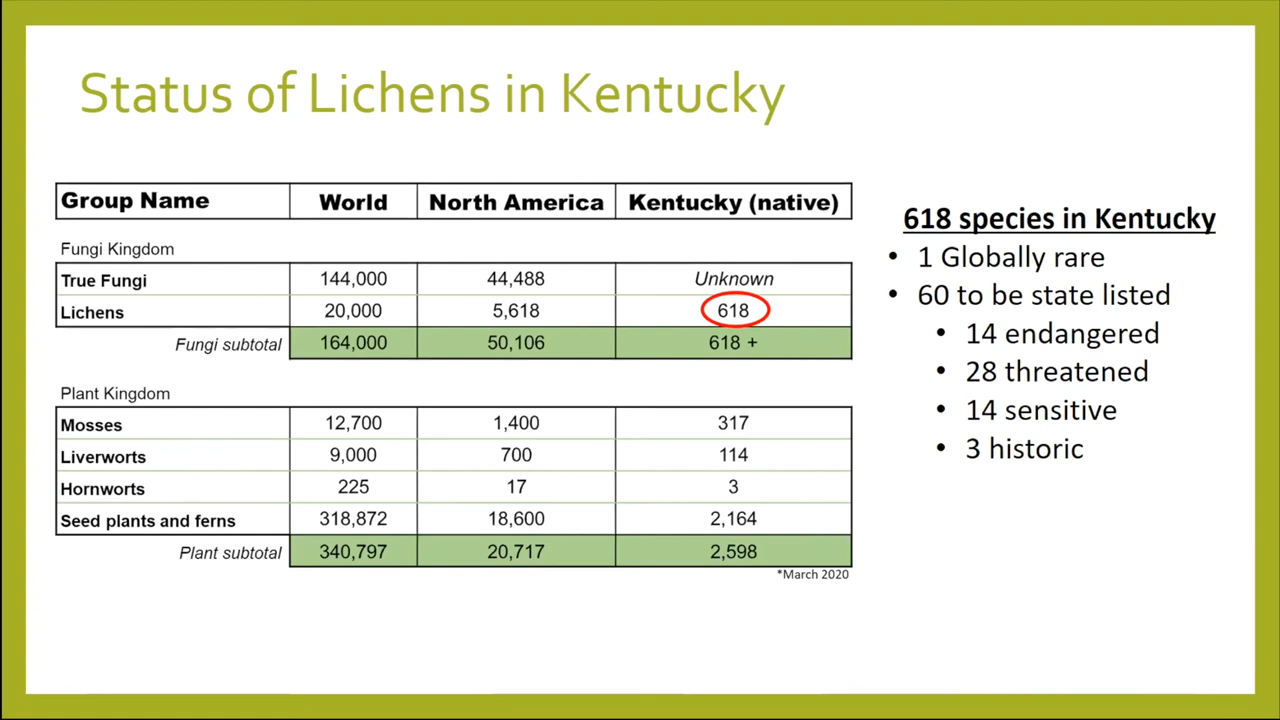 Status of Lichens in Kentucky
Group Name World North America Kentucky (native)
Fungi Kingdom
True Fungi 144,000 44,488 Unknown
Lichens 20,000 5,618 618
Fungi subtotal 164,000 50,106 618 +
Plant Kingdom
Mosses 12,700 1,400 317
Liverworts 9,000 700 114
Hornworts 225 17 3
Seed plants and ferns 318,872 18,600 2,164
Plant subtotal 340,797 20,717 2,598
*March 2020
618 species in Kentucky
• 1 Globally rare
• 60 to be state listed
• 14 endangered
• 28 threatened
• 14 sensitive
• 3 historic